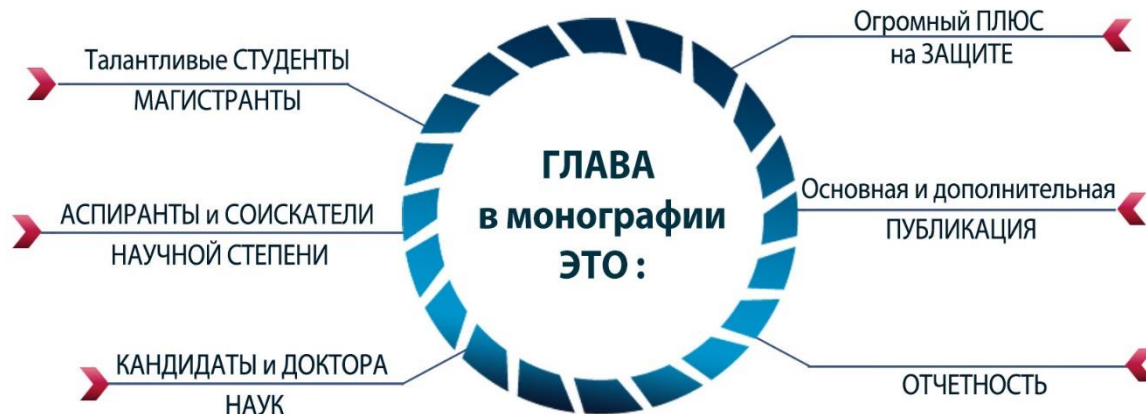 Талантливые СТУДЕНТЫ
МАГИСТРАНТЫ
АСПИРАНТЫ и СОИСКАТЕЛИ
НАУЧНОЙ СТЕПЕНИ
КАНДИДАТЫ и ДОКТОРА
НАУК
ГЛАВА
в монографии
ЭТО :
Огромный ПЛЮС
на ЗАЩИТЕ
Основная и дополнительная
ПУБЛИКАЦИЯ
ОТЧЕТНОСТЬ